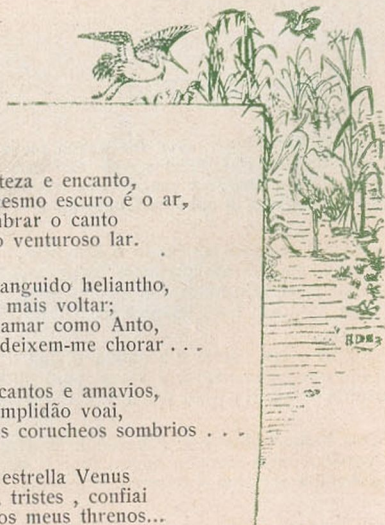 teza e encanto,
esmo escuro é o ar,
brar o canto
o venturoso lar.
anguido heliantho,
mais voltar;
amar como Anto,
deixem-me chorar . . .
cantos e amavios,
mplidão voai,
s corucheos sombrios . . .
estrella Venus
tristes , confiai
os meus threnos...